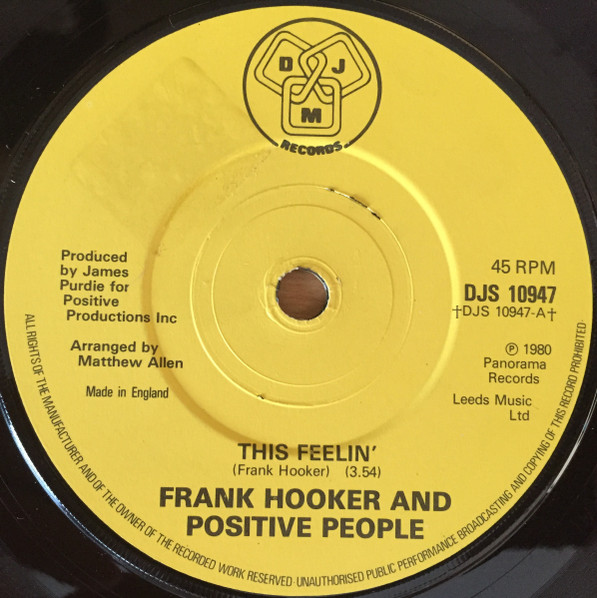 D J
M
RECORDS
Produced
by James
Purdie for
Positive
Productions Inc
Arranged by
Matthew Allen
Made in England
45 RPM
DJS 10947
†DJS 10947-A†
℗ 1980
Panorama
Records
Leeds Music
Ltd
THIS FEELIN'
(Frank Hooker) (3.54)
FRANK HOOKER AND
POSITIVE PEOPLE
ALL RIGHTS OF THE MANUFACTURER AND OF THE OWNER OF THE RECORDED WORK RESERVED · UNAUTHORISED PUBLIC PERFORMANCE BROADCASTING AND COPYING OF THIS RECORD PROHIBITED ·